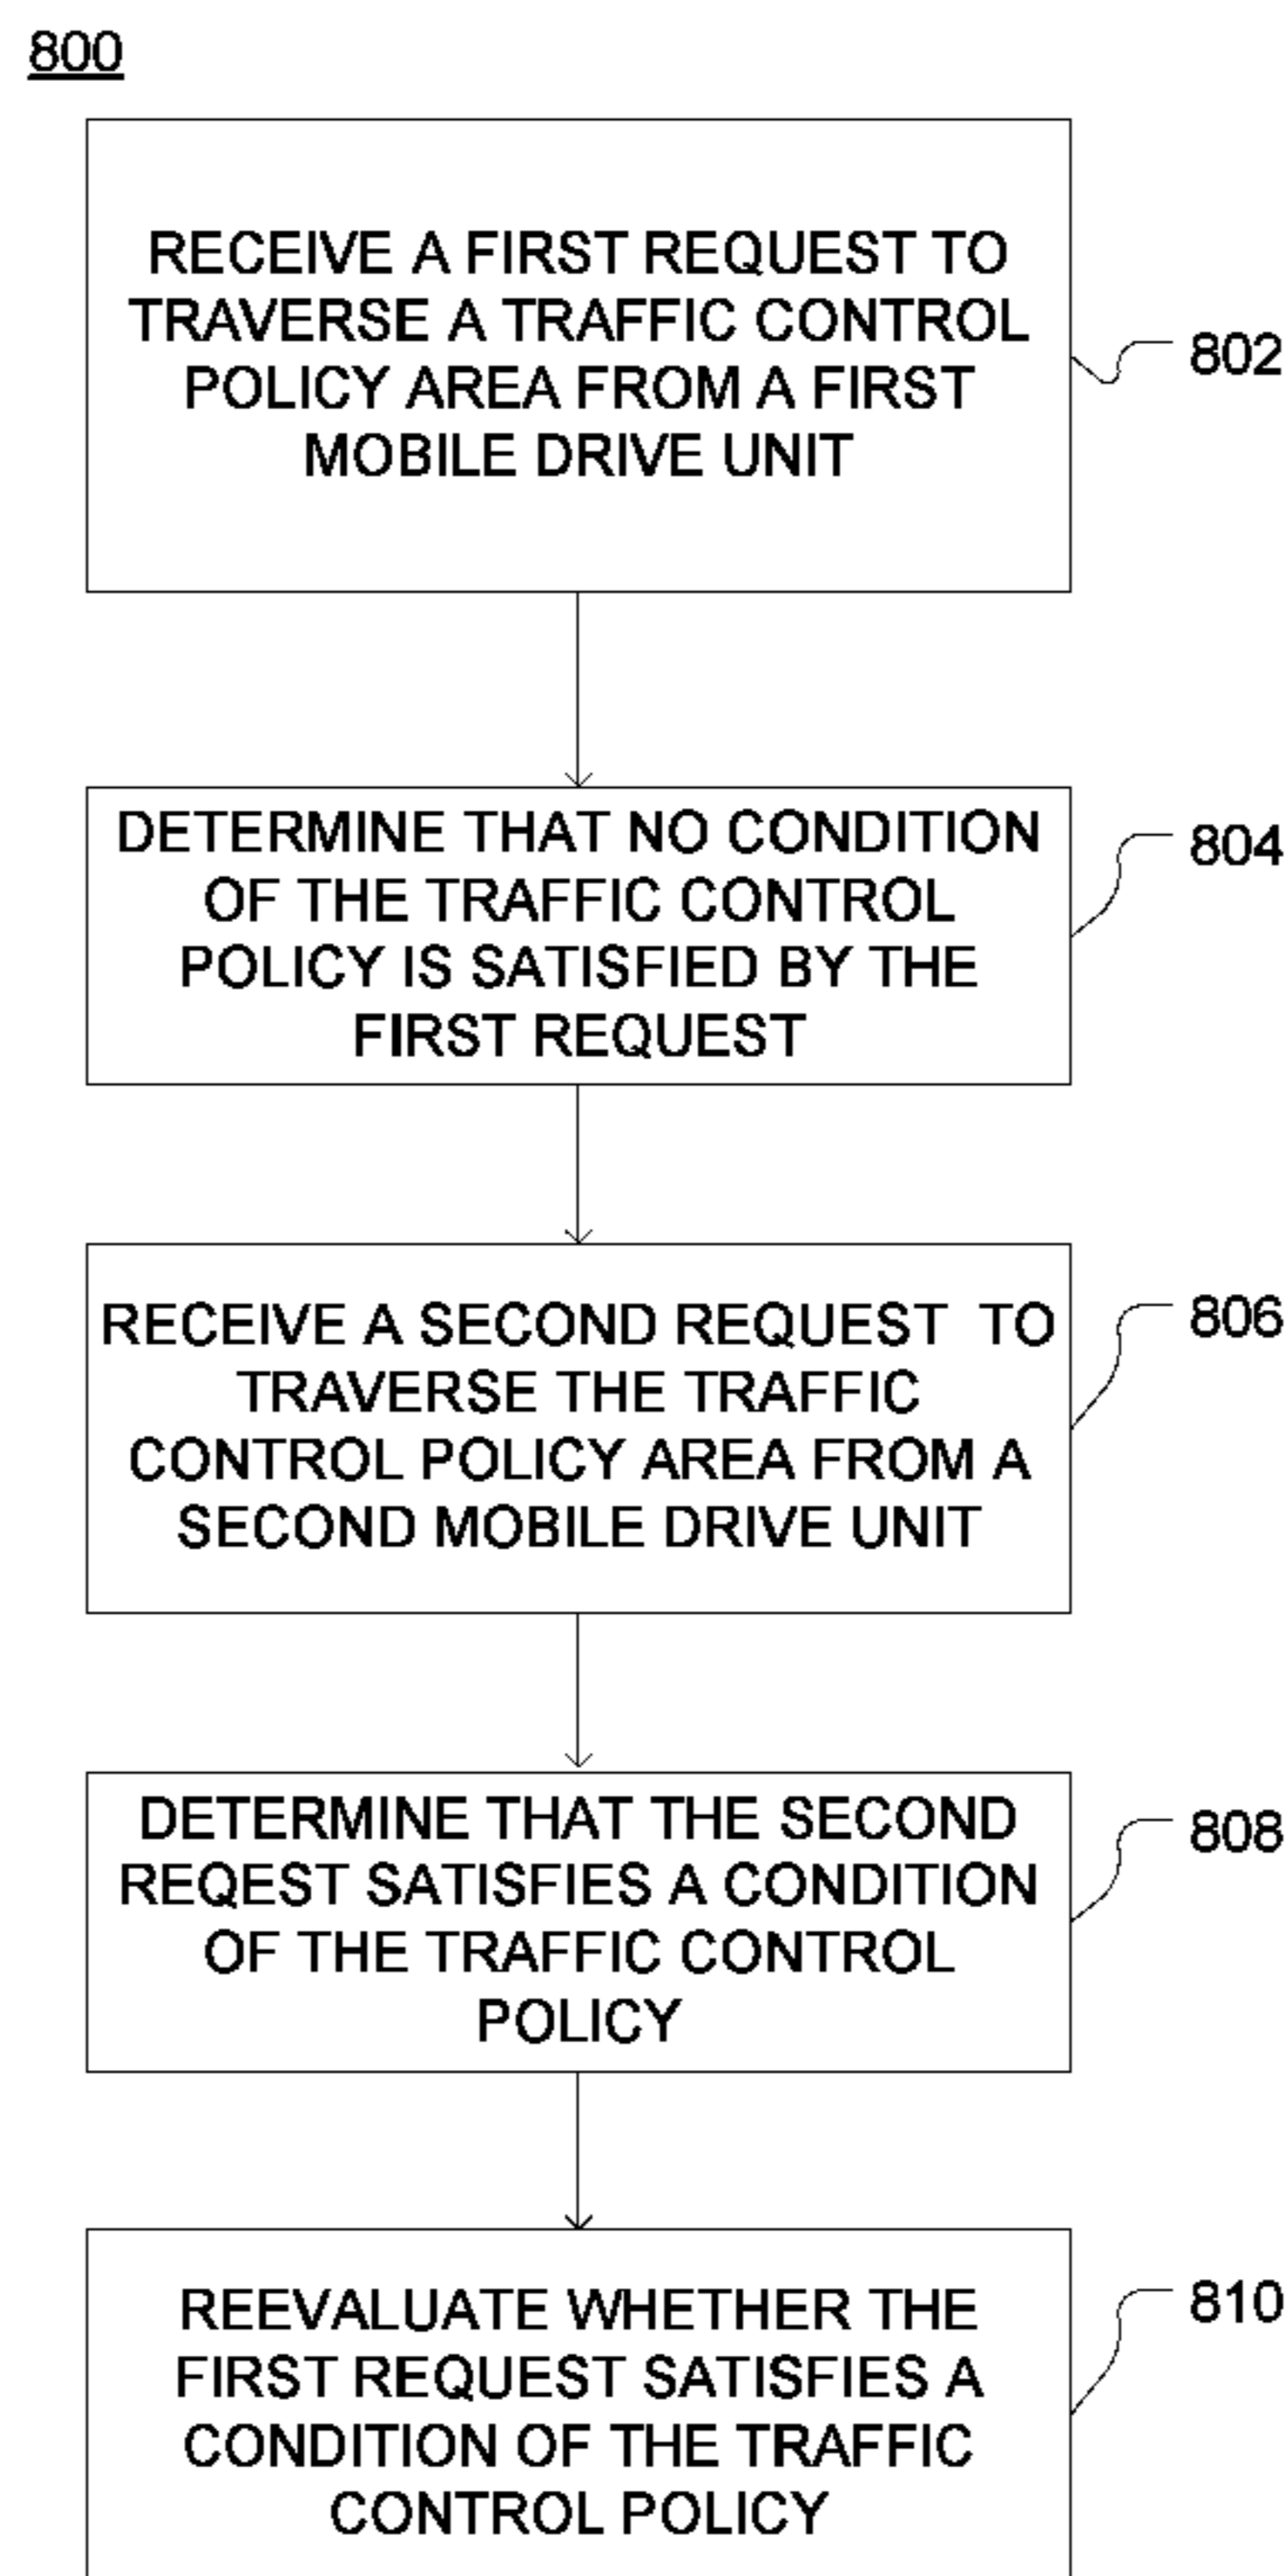 800
RECEIVE A FIRST REQUEST TO
TRAVERSE A TRAFFIC CONTROL
POLICY AREA FROM A FIRST
MOBILE DRIVE UNIT
802
DETERMINE THAT NO CONDITION
OF THE TRAFFIC CONTROL
POLICY IS SATISFIED BY THE
FIRST REQUEST
804
RECEIVE A SECOND REQUEST TO
TRAVERSE THE TRAFFIC
CONTROL POLICY AREA FROM A
SECOND MOBILE DRIVE UNIT
806
DETERMINE THAT THE SECOND
REQEST SATISFIES A CONDITION
OF THE TRAFFIC CONTROL
POLICY
808
REEVALUATE WHETHER THE
FIRST REQUEST SATISFIES A
CONDITION OF THE TRAFFIC
CONTROL POLICY
810